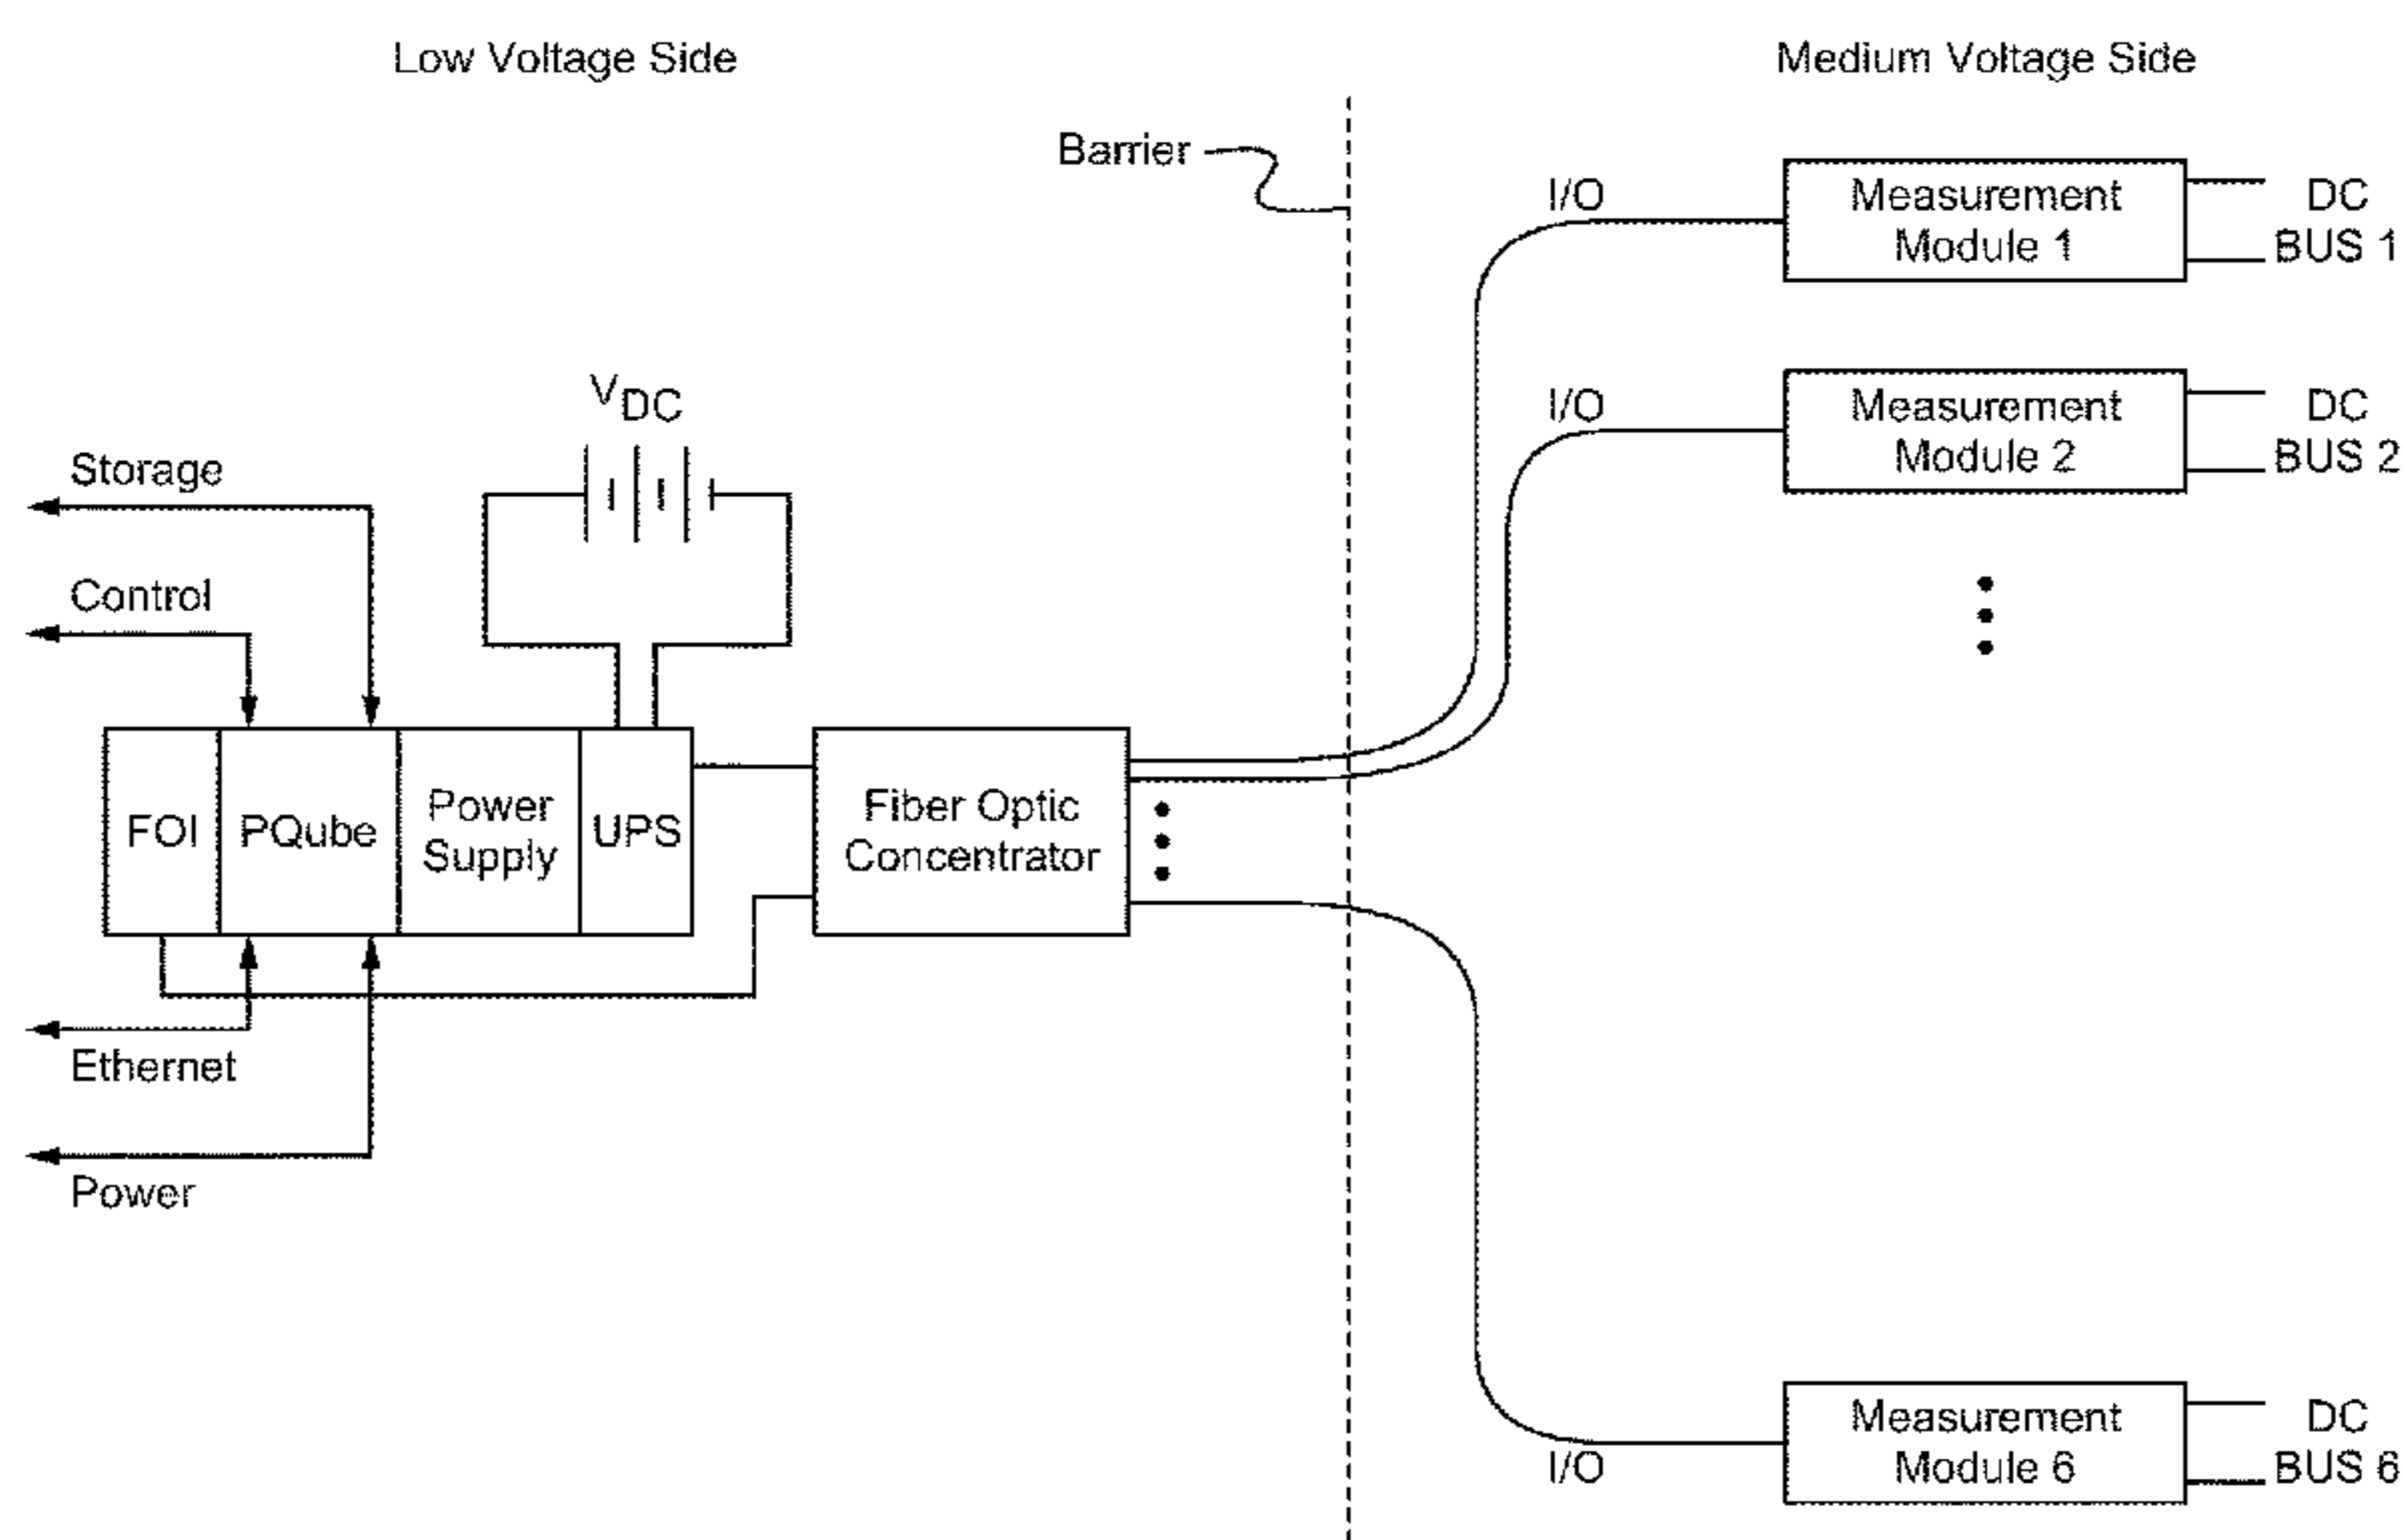 Low Voltage Side
Medium Voltage Side
Barrier
I/O
Measurement
Module 1
DC
BUS 1
I/O
Measurement
Module 2
DC
BUS 2
VDC
Storage
Control
FOI
PQube
Power
Supply
UPS
Fiber Optic
Concentrator
Ethernet
Power
I/O
Measurement
Module 6
DC
BUS 6